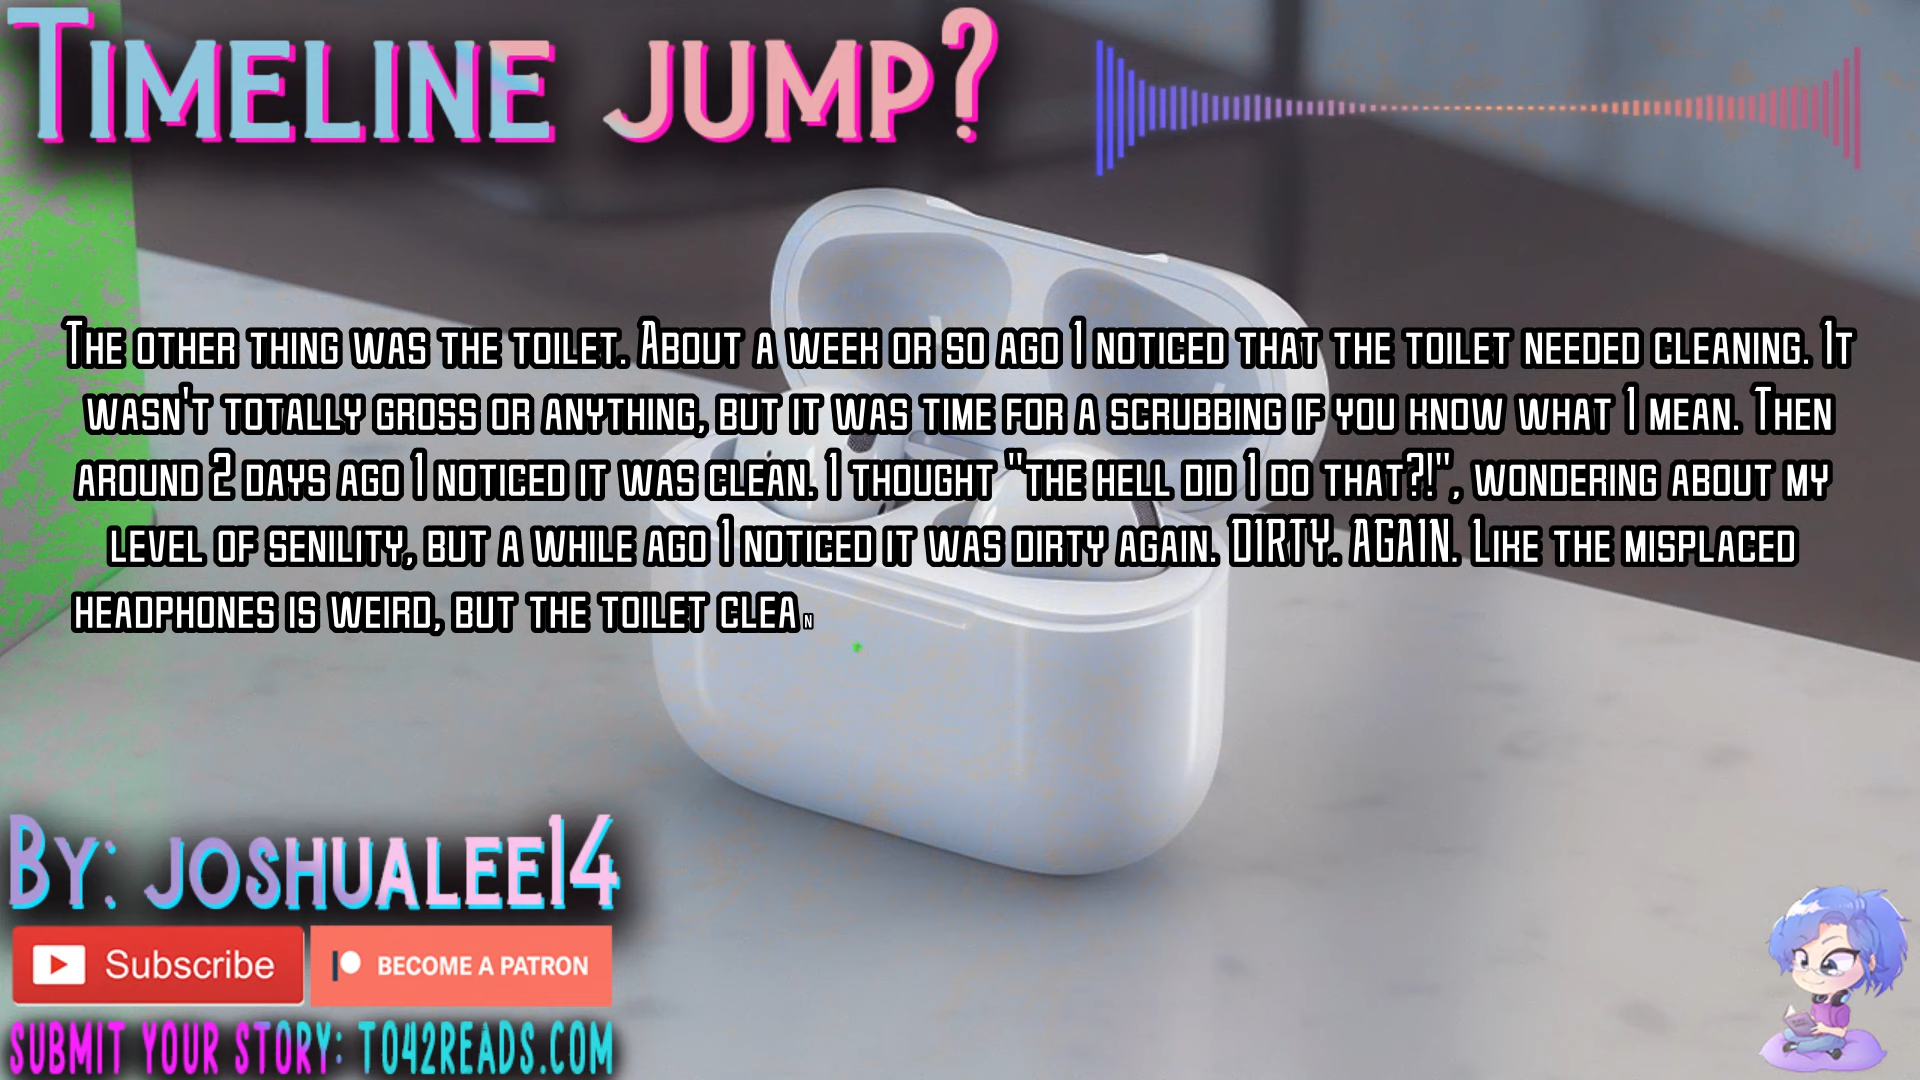 Timeline jump?
The other thing was the toilet. About a week or so ago I noticed that the toilet needed cleaning. It
wasn't totally gross or anything, but it was time for a scrubbing if you know what I mean. Then
around 2 days ago I noticed it was clean. I thought "the hell did I do that?!", wondering about my
level of senility, but a while ago I noticed it was dirty again. DIRTY. AGAIN. Like the misplaced
headphones is weird, but the toilet clean
By: joshualee14
Subscribe
BECOME A PATRON
SUBMIT YOUR STORY: TO42READS.COM